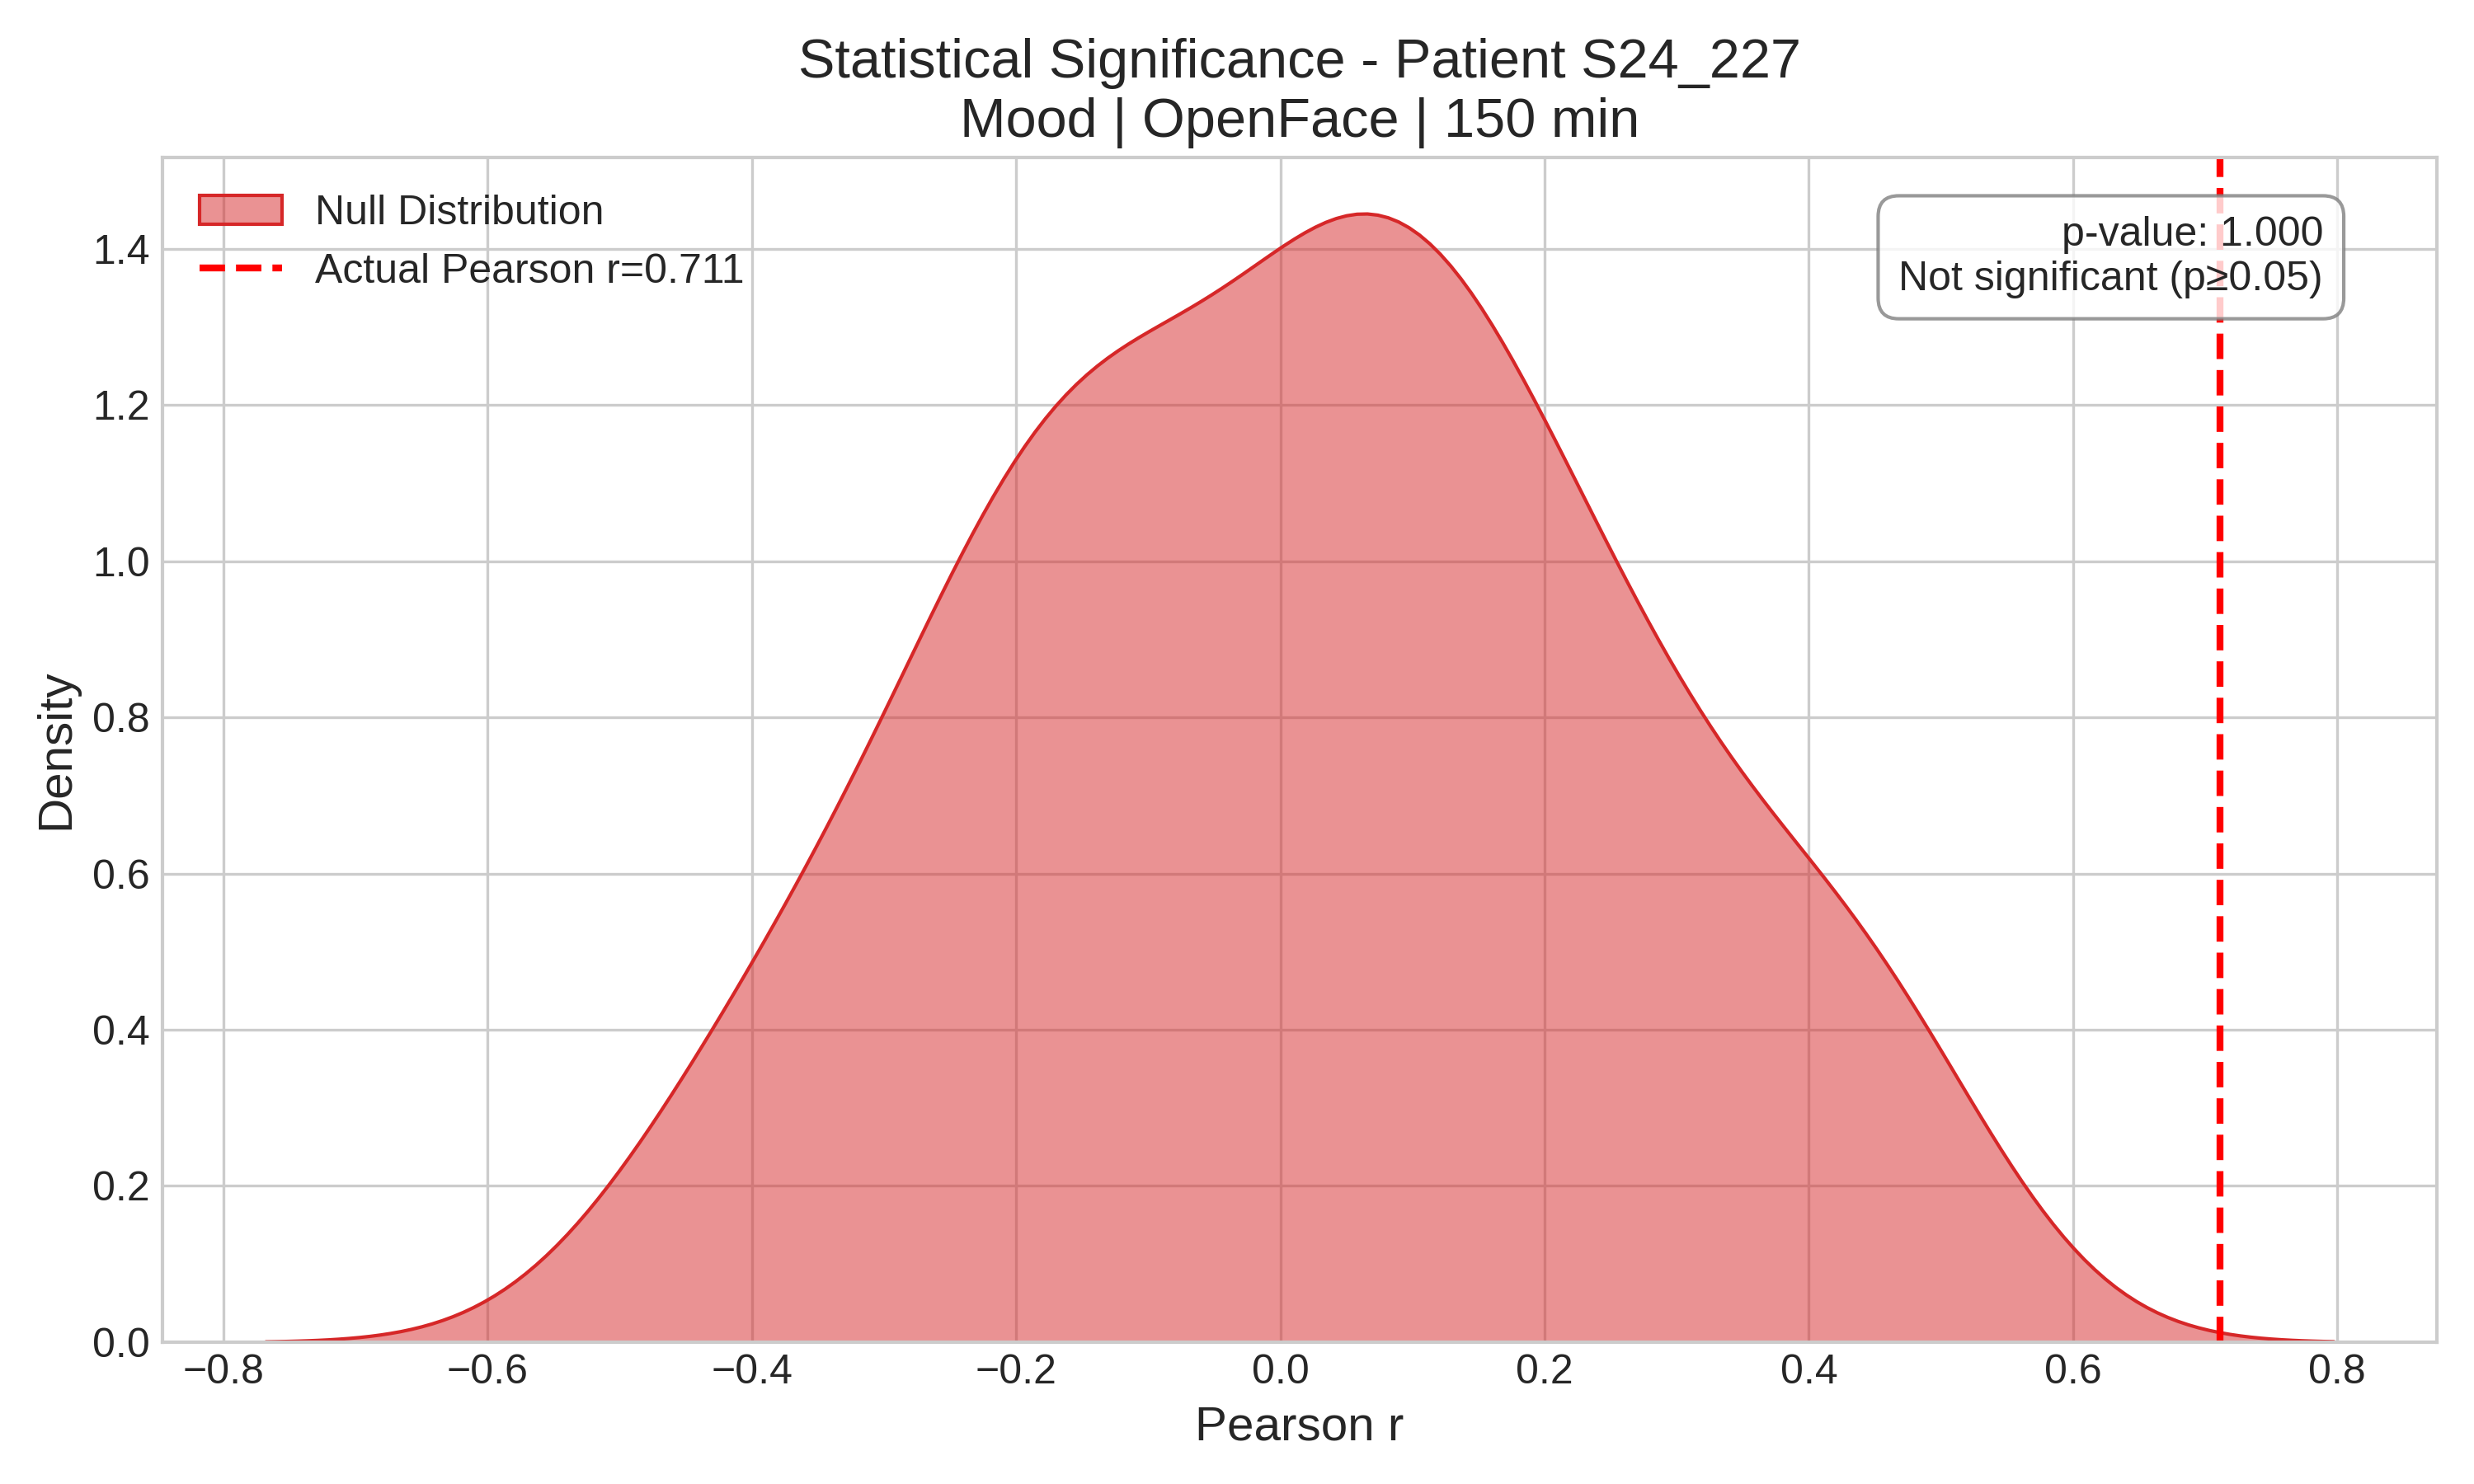 Statistical Significance - Patient S24_227
Mood | OpenFace | 150 min
Null Distribution
Actual Pearson r=0.711
p-value: 1.000
Not significant (p≥0.05)
Density
1.4
1.2
1.0
0.8
0.6
0.4
0.2
0.0
−0.8 −0.6 −0.4 −0.2 0.0 0.2 0.4 0.6 0.8
Pearson r